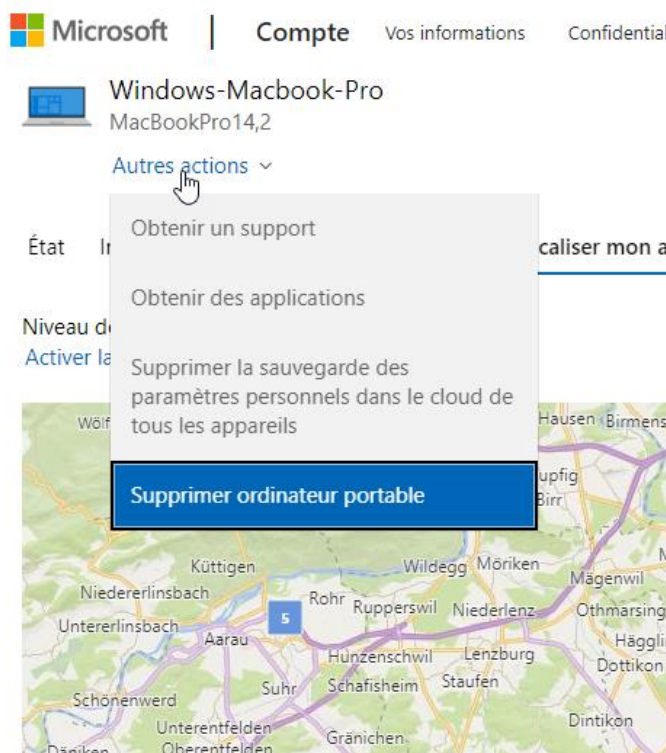 Microsoft | Compte Vos informations Confidential
Windows-Macbook-Pro
MacBookPro14,2
Autres actions
Obtenir un support
État
caliser mon a
Obtenir des applications
Niveau d
Activer la
Supprimer la sauvegarde des
paramètres personnels dans le cloud de
tous les appareils
Wölf
Hausen Birmens
Supprimer ordinateur portable
upfig
Birr
Küttigen Wildegg Möriken Mägenwil
Niedererlinsbach Rohr Rupperswil Niederlenz Othmarsing
5
Untererlinsbach Aarau Hunzenschwil Lenzburg Hägglin
Dottikon
Schönenwerd Suhr Schafisheim Staufen
Dintikon
Unterentfelden Gränichen
Däniken Oberentfelden